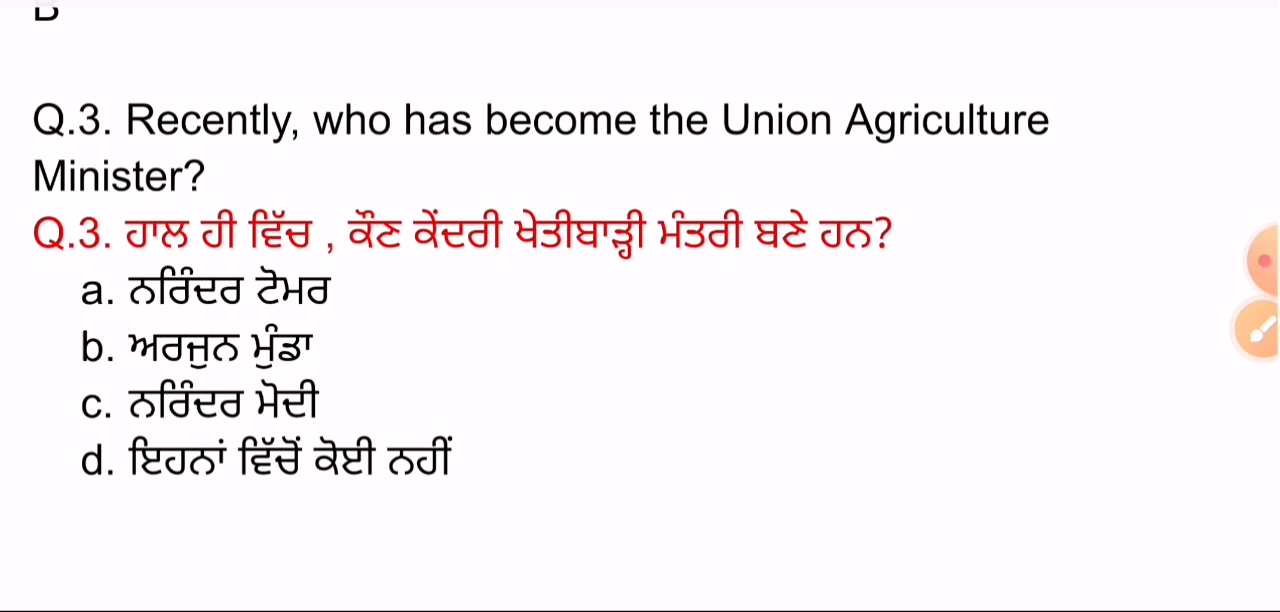 Q.3. Recently, who has become the Union Agriculture
Minister?
Q.3. ਹਾਲ ਹੀ ਵਿੱਚ , ਕੌਣ ਕੇਂਦਰੀ ਖੇਤੀਬਾੜੀ ਮੰਤਰੀ ਬਣੇ ਹਨ?
a. ਨਰਿੰਦਰ ਟੋਮਰ
b. ਅਰਜੁਨ ਮੁੰਡਾ
c. ਨਰਿੰਦਰ ਮੋਦੀ
d. ਇਹਨਾਂ ਵਿੱਚੋਂ ਕੋਈ ਨਹੀਂ